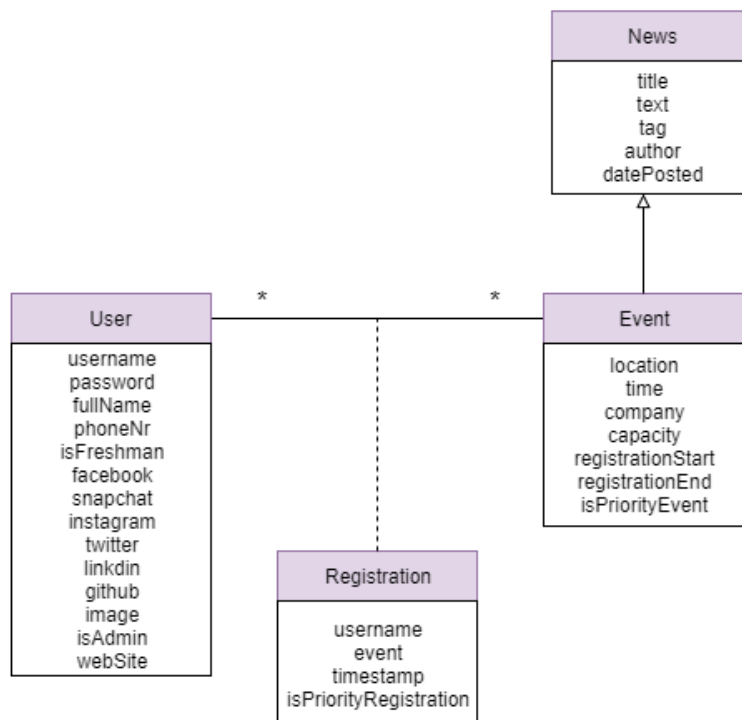 News
title
text
tag
author
datePosted
*
*
User
username
password
fullName
phoneNr
isFreshman
facebook
snapchat
instagram
twitter
linkdin
github
image
isAdmin
webSite
Event
location
time
company
capacity
registrationStart
registrationEnd
isPriorityEvent
Registration
username
event
timestamp
isPriorityRegistration